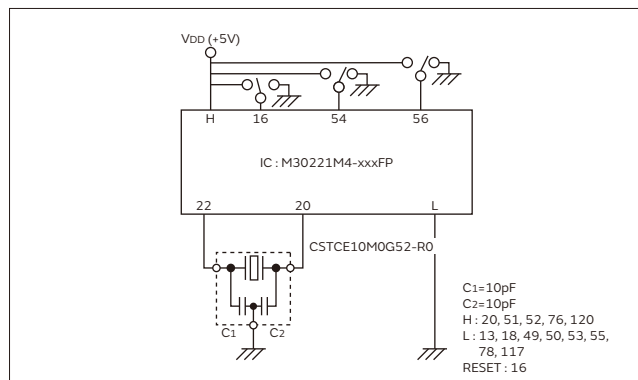 VDD (+5V)
H 16 54 56
IC : M30221M4-xxxFP
22 20 L
CSTCE10M0G52-R0
C1 C2
C1=10pF
C2=10pF
H : 20, 51, 52, 76, 120
L : 13, 18, 49, 50, 53, 55,
78, 117
RESET : 16